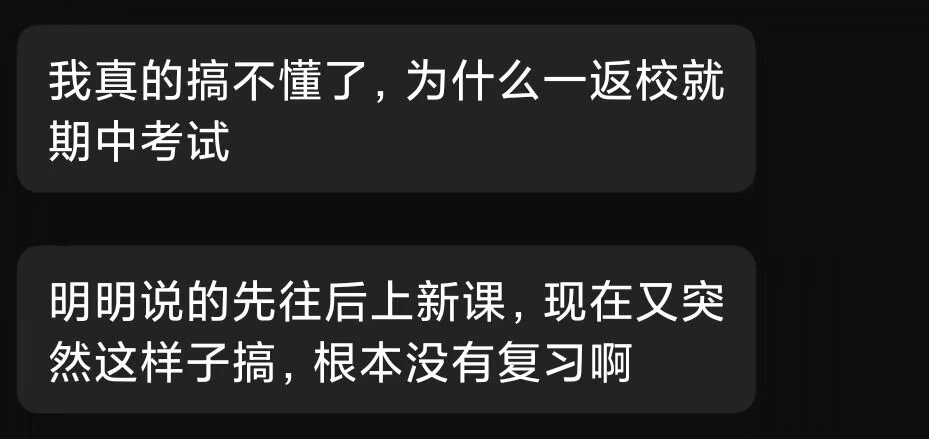 我真的搞不懂了，为什么一返校就
期中考试
明明说的先往后上新课，现在又突
然这样子搞，根本没有复习啊